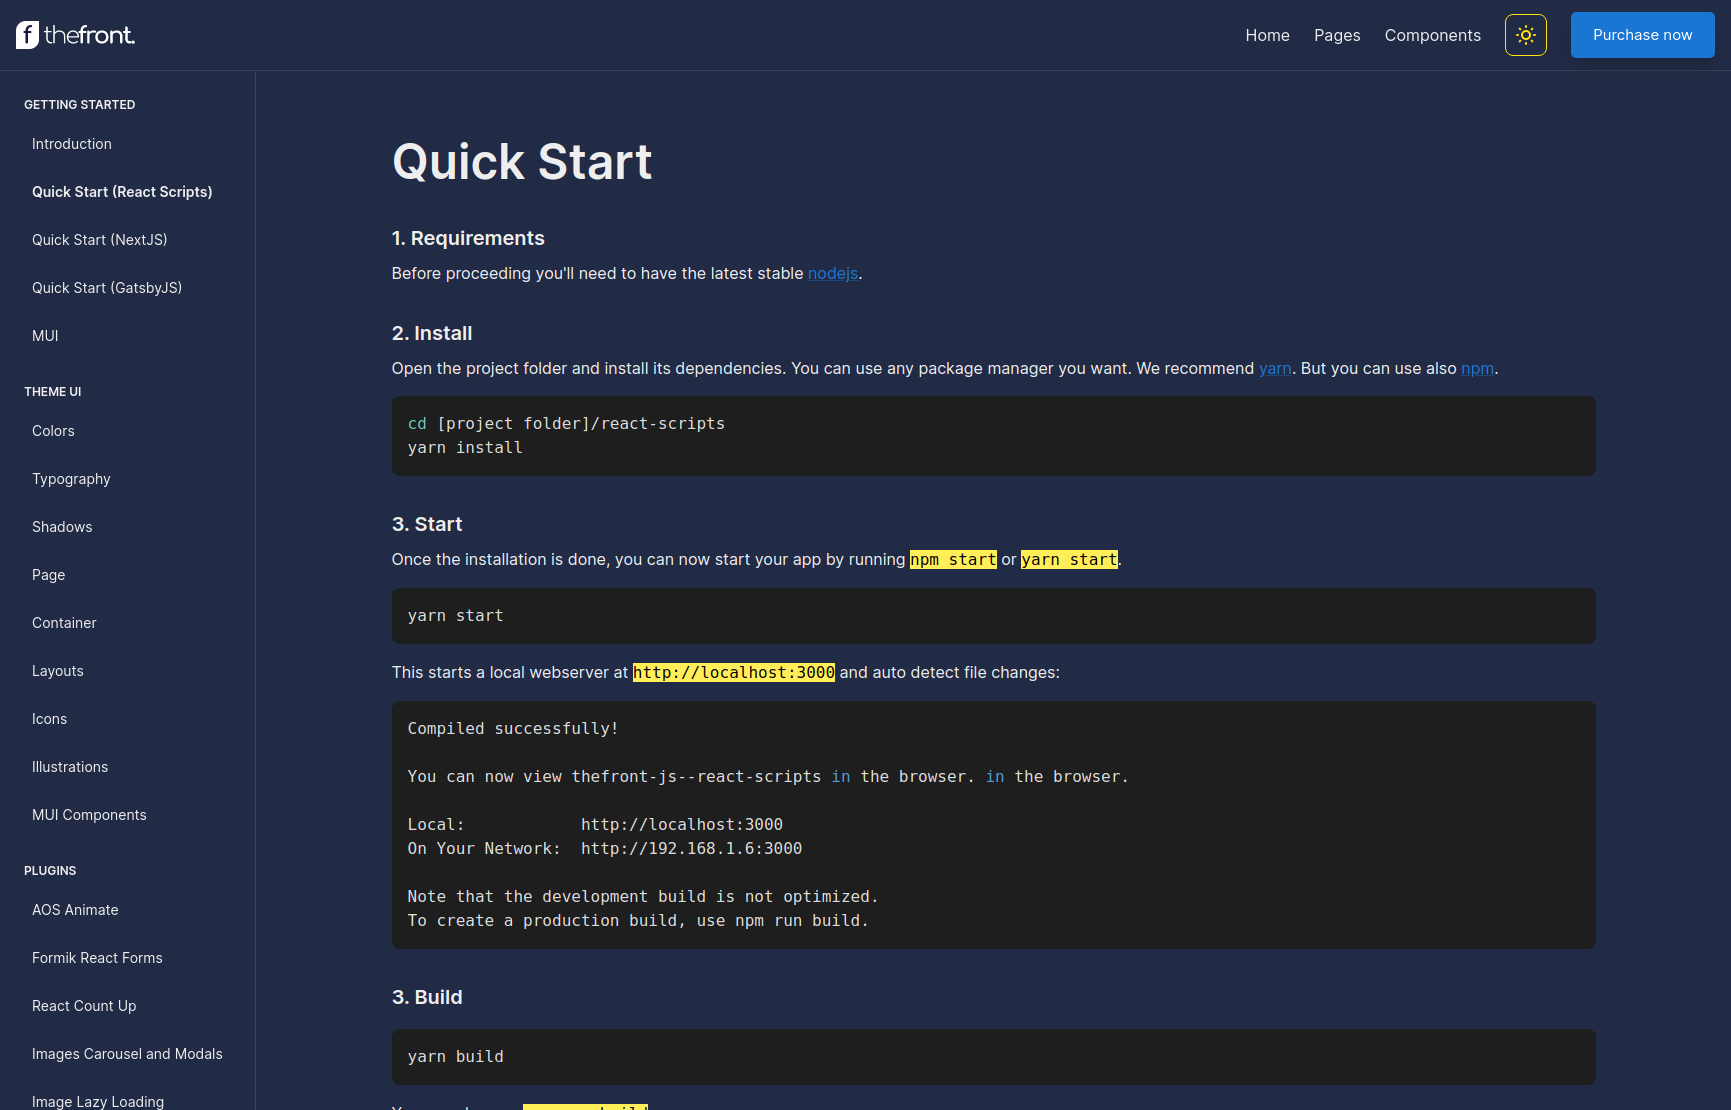 f thefront.
Home Pages Components Purchase now
GETTING STARTED
Introduction
Quick Start (React Scripts)
Quick Start (NextJS)
Quick Start (GatsbyJS)
MUI
THEME UI
Colors
Typography
Shadows
Page
Container
Layouts
Icons
Illustrations
MUI Components
PLUGINS
AOS Animate
Formik React Forms
React Count Up
Images Carousel and Modals
Image Lazy Loading
Quick Start
1. Requirements
Before proceeding you'll need to have the latest stable nodejs.
2. Install
Open the project folder and install its dependencies. You can use any package manager you want. We recommend yarn. But you can use also npm.
cd [project folder]/react-scripts
yarn install
3. Start
Once the installation is done, you can now start your app by running npm start or yarn start.
yarn start
This starts a local webserver at http://localhost:3000 and auto detect file changes:
Compiled successfully!
You can now view thefront-js--react-scripts in the browser. in the browser.
Local:            http://localhost:3000
On Your Network:  http://192.168.1.6:3000
Note that the development build is not optimized.
To create a production build, use npm run build.
3. Build
yarn build